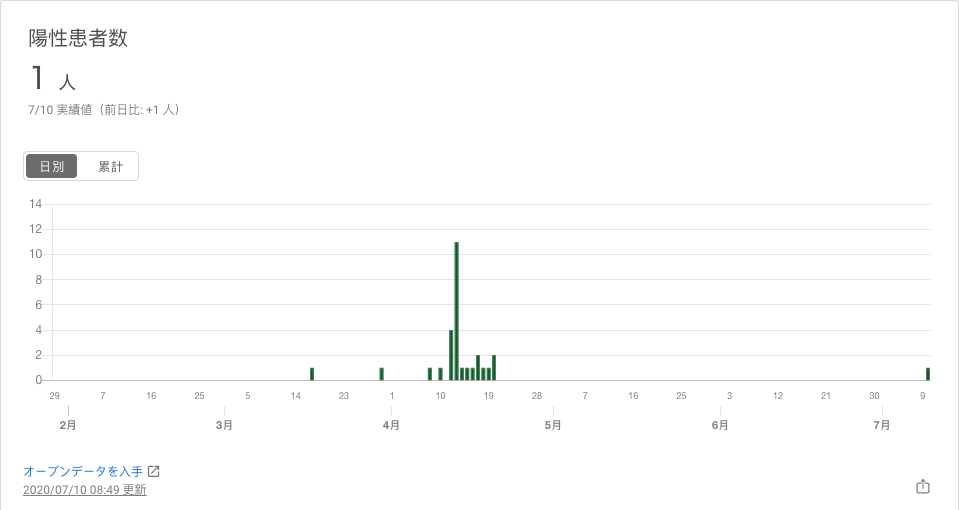 陽性患者数
1 人
7/10 実績値（前日比: +1 人）
日別 累計
14
12
10
8
6
4
2
0
29 7 16 25 5 14 23 1 10 19 28 7 16 25 3 12 21 30 9
2月 3月 4月 5月 6月 7月
オープンデータを入手
2020/07/10 08:49 更新